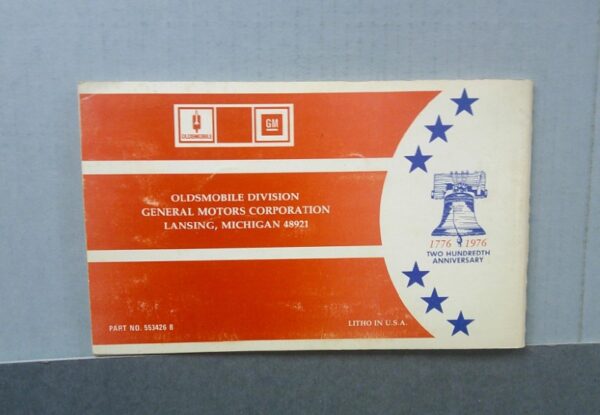 OLDSMOBILE
GM
OLDSMOBILE DIVISION
GENERAL MOTORS CORPORATION
LANSING, MICHIGAN 48921
1776 1976
TWO HUNDREDTH
ANNIVERSARY
PART NO. 553426 B
LITHO IN U.S.A.